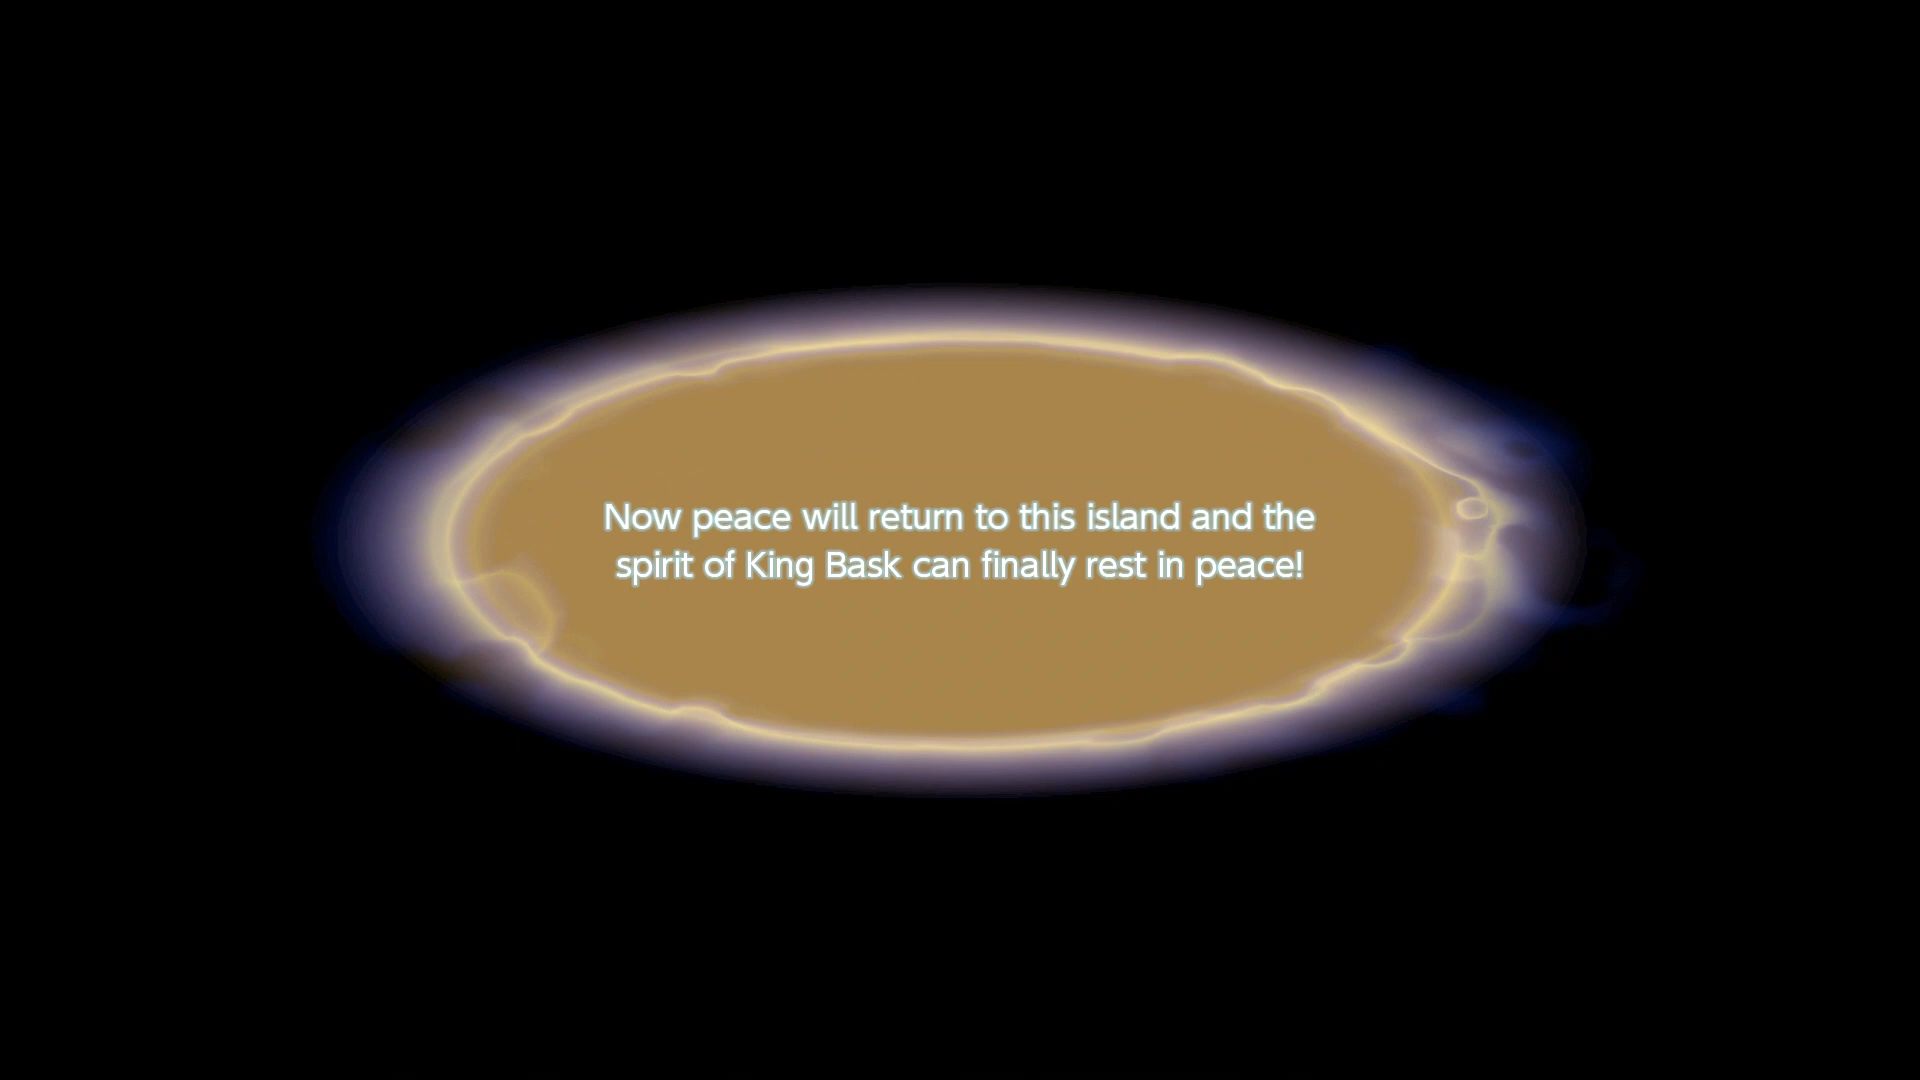 Now peace will return to this island and the
spirit of King Bask can finally rest in peace!